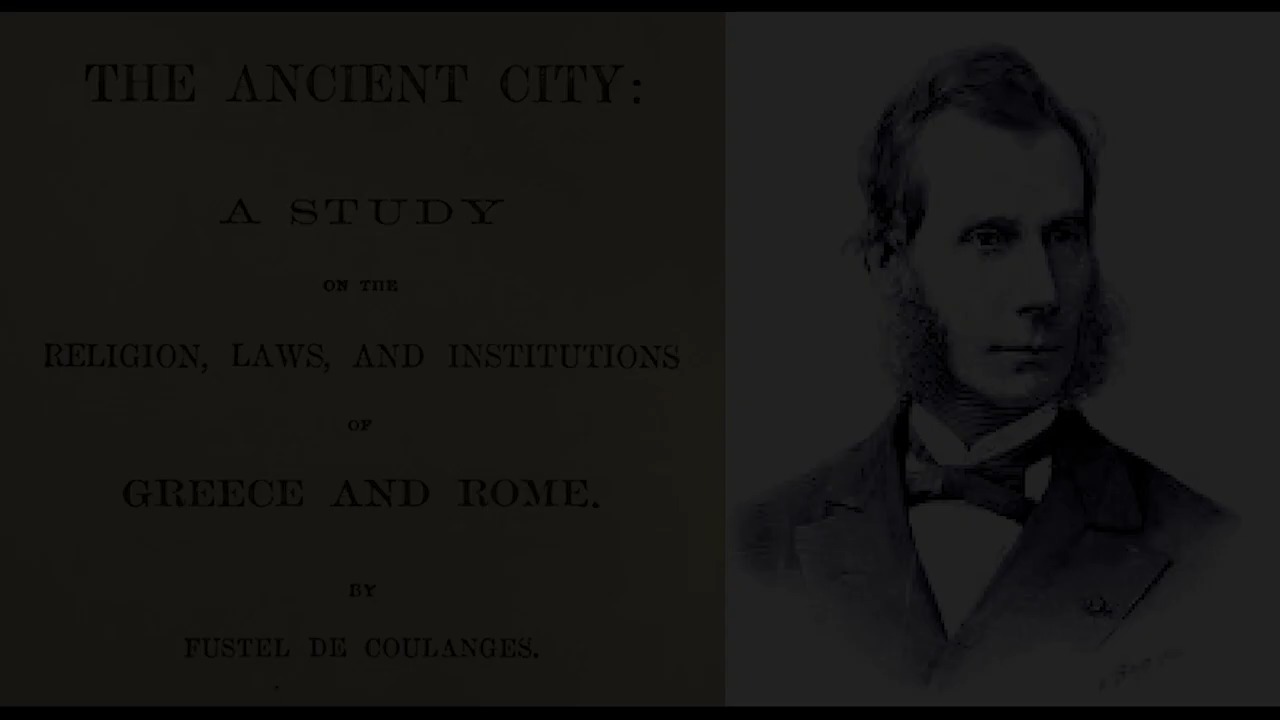 THE ANCIENT CITY:
A STUDY
ON THE
RELIGION, LAWS, AND INSTITUTIONS
OF
GREECE AND ROME.
BY
FUSTEL DE COULANGES.